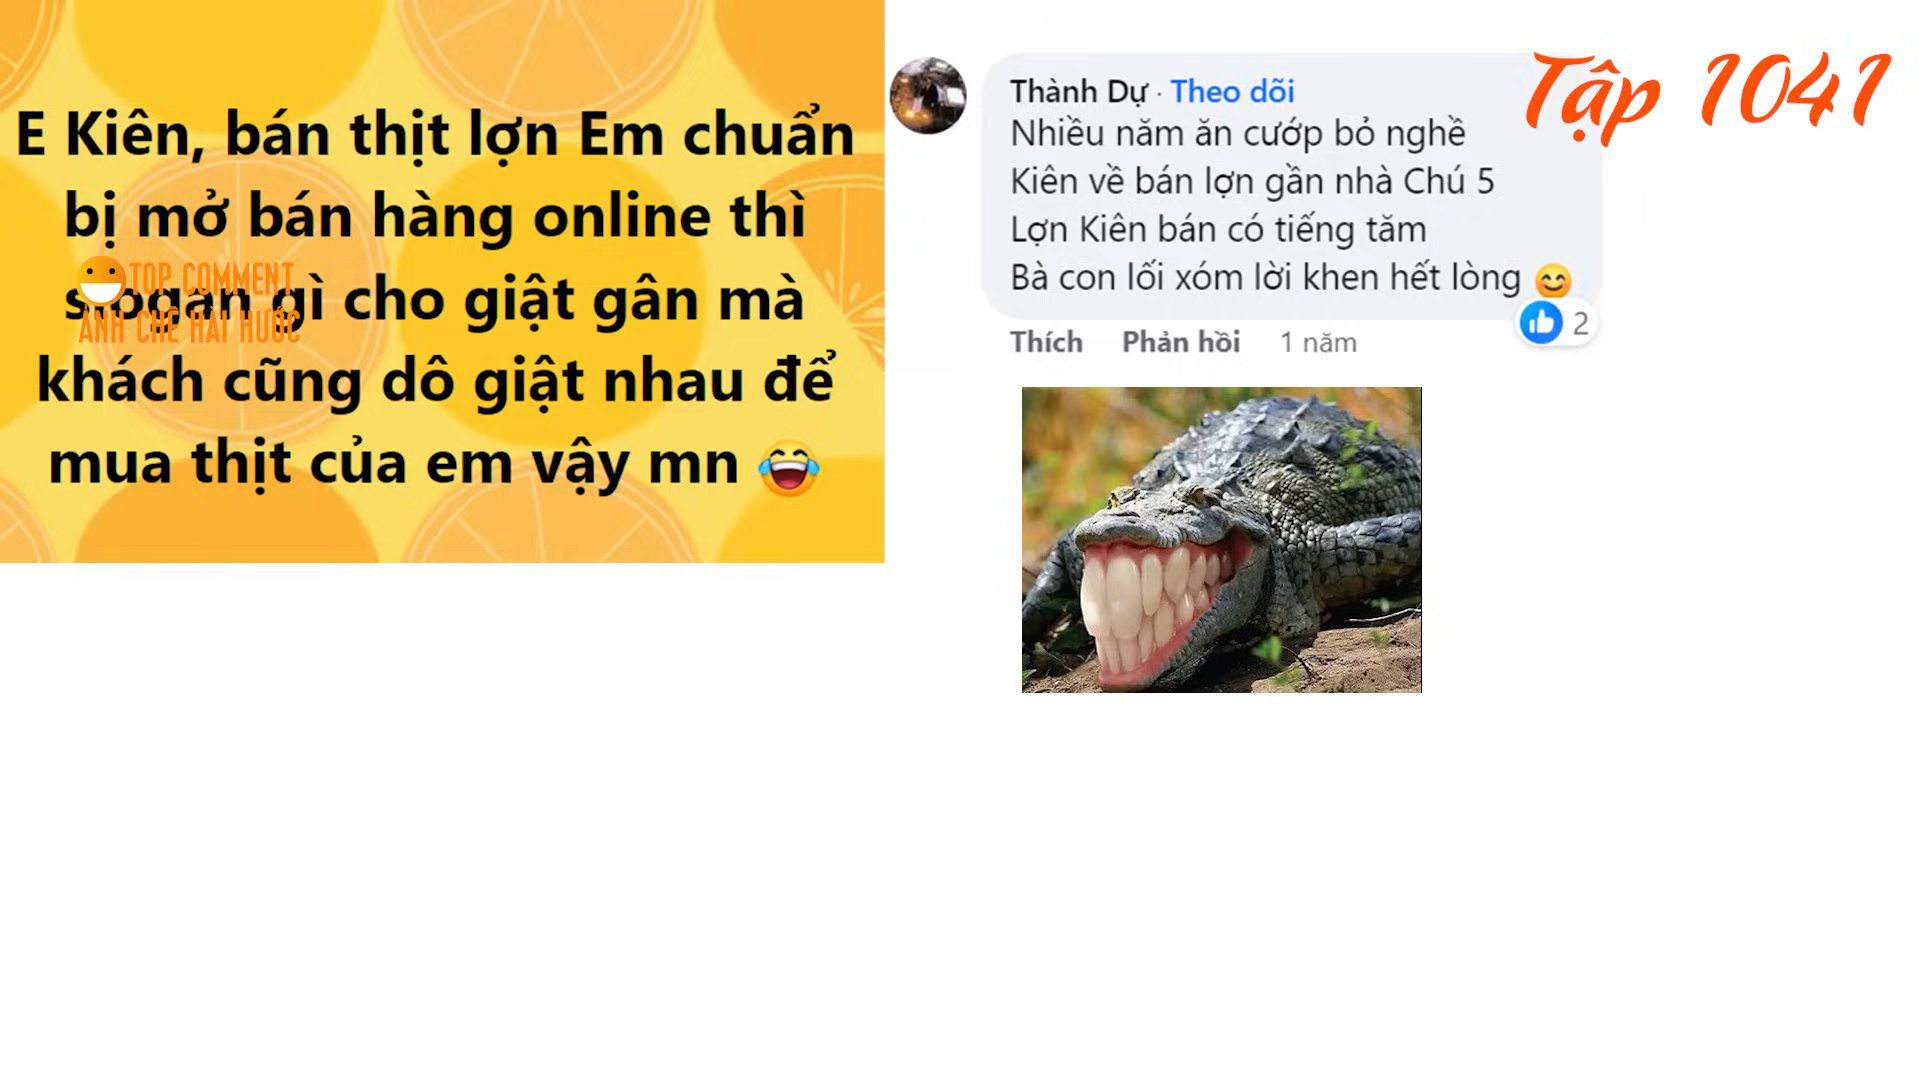 E Kiên, bán thịt lợn Em chuẩn
bị mở bán hàng online thì
slogan gì cho giật gân mà
khách cũng dô giật nhau để
mua thịt của em vậy mn 😂
TOP COMMENT
ẢNH CHẾ HÀI HƯỚC
Thành Dự · Theo dõi
Nhiều năm ăn cướp bỏ nghề
Kiên về bán lợn gần nhà Chú 5
Lợn Kiên bán có tiếng tăm
Bà con lối xóm lời khen hết lòng 😊
2
Thích Phản hồi 1 năm
Tập 1041